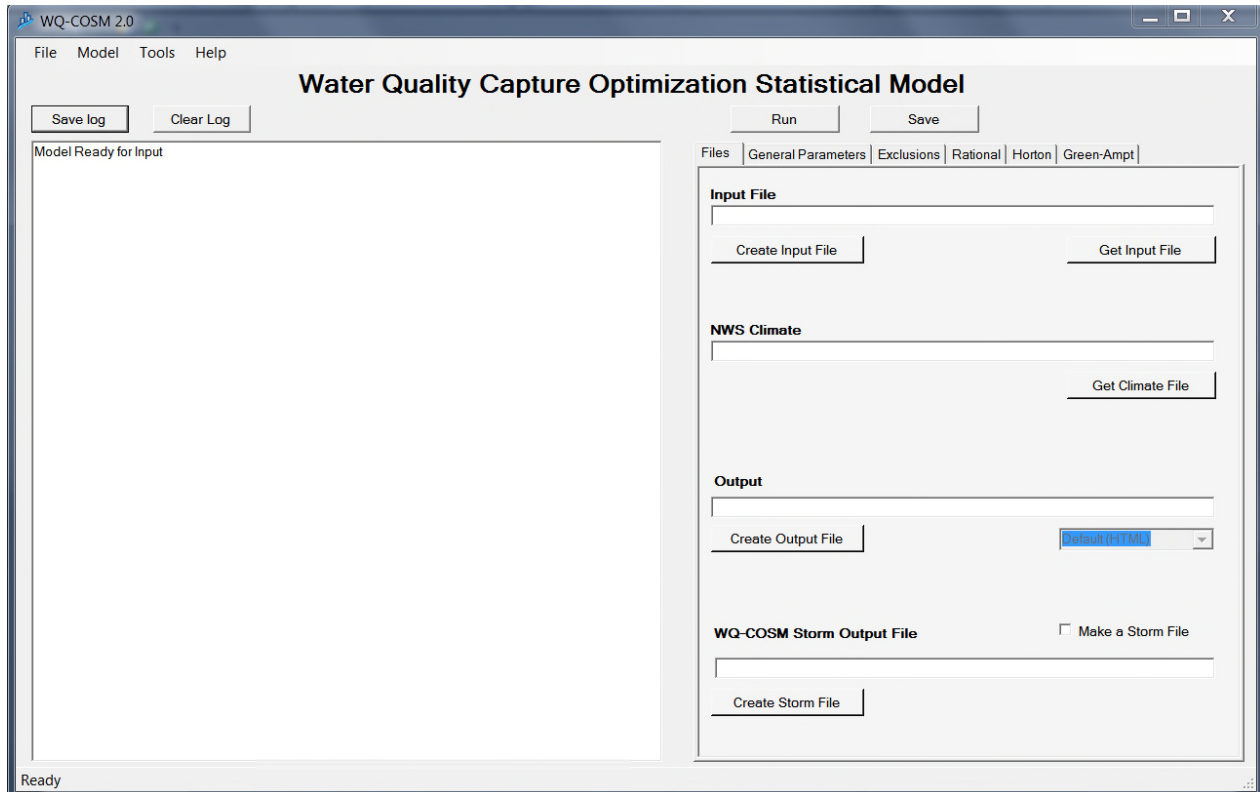 WQ-COSM 2.0
File Model Tools Help
Water Quality Capture Optimization Statistical Model
Save log Clear Log Run Save
Model Ready for Input
Files General Parameters Exclusions Rational Horton Green-Ampt
Input File
Create Input File Get Input File
NWS Climate
Get Climate File
Output
Create Output File Default (HTML)
WQ-COSM Storm Output File Make a Storm File
Create Storm File
Ready